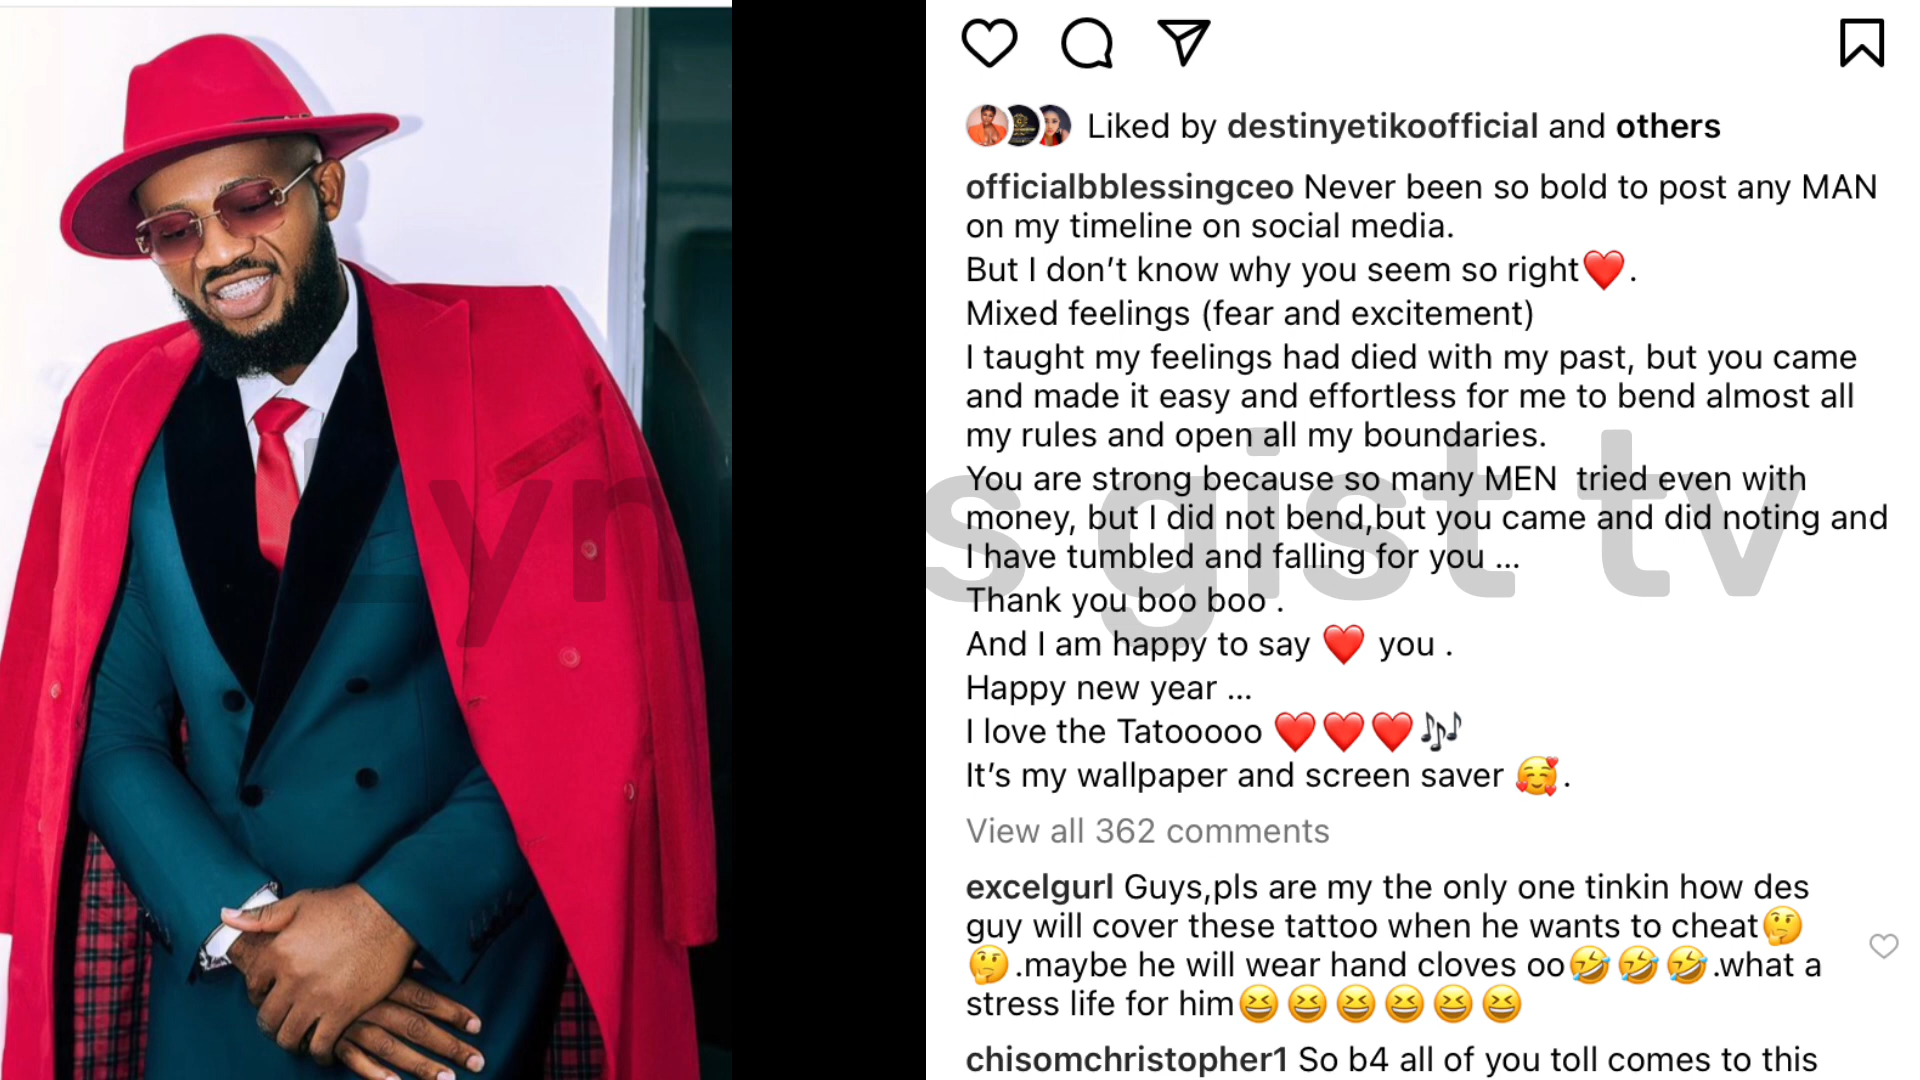 Liked by destinyetikoofficial and others
officialbblessingceo Never been so bold to post any MAN
on my timeline on social media.
But I don't know why you seem so right❤️.
Mixed feelings (fear and excitement)
I taught my feelings had died with my past, but you came
and made it easy and effortless for me to bend almost all
my rules and open all my boundaries.
You are strong because so many MEN  tried even with
money, but I did not bend,but you came and did noting and
I have tumbled and falling for you ...
Thank you boo boo .
And I am happy to say ❤️ you .
Happy new year ...
I love the Tatooooo ❤️❤️❤️🎶
It's my wallpaper and screen saver 🥰.
View all 362 comments
excelgurl Guys,pls are my the only one tinkin how des
guy will cover these tattoo when he wants to cheat🤔
🤔.maybe he will wear hand cloves oo🤣🤣🤣.what a
stress life for him😆😆😆😆😆😆
chisomchristopher1 So b4 all of you toll comes to this
gist tv